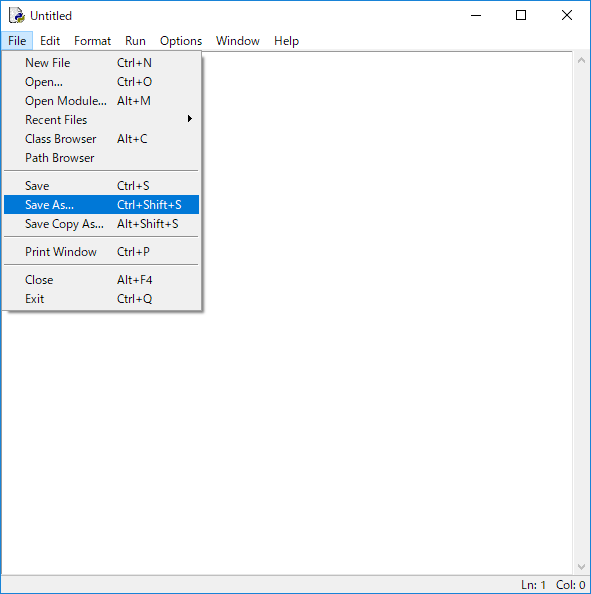 Untitled
File Edit Format Run Options Window Help
New File Ctrl+N
Open... Ctrl+O
Open Module... Alt+M
Recent Files
Class Browser Alt+C
Path Browser
Save Ctrl+S
Save As... Ctrl+Shift+S
Save Copy As... Alt+Shift+S
Print Window Ctrl+P
Close Alt+F4
Exit Ctrl+Q
Ln: 1 Col: 0